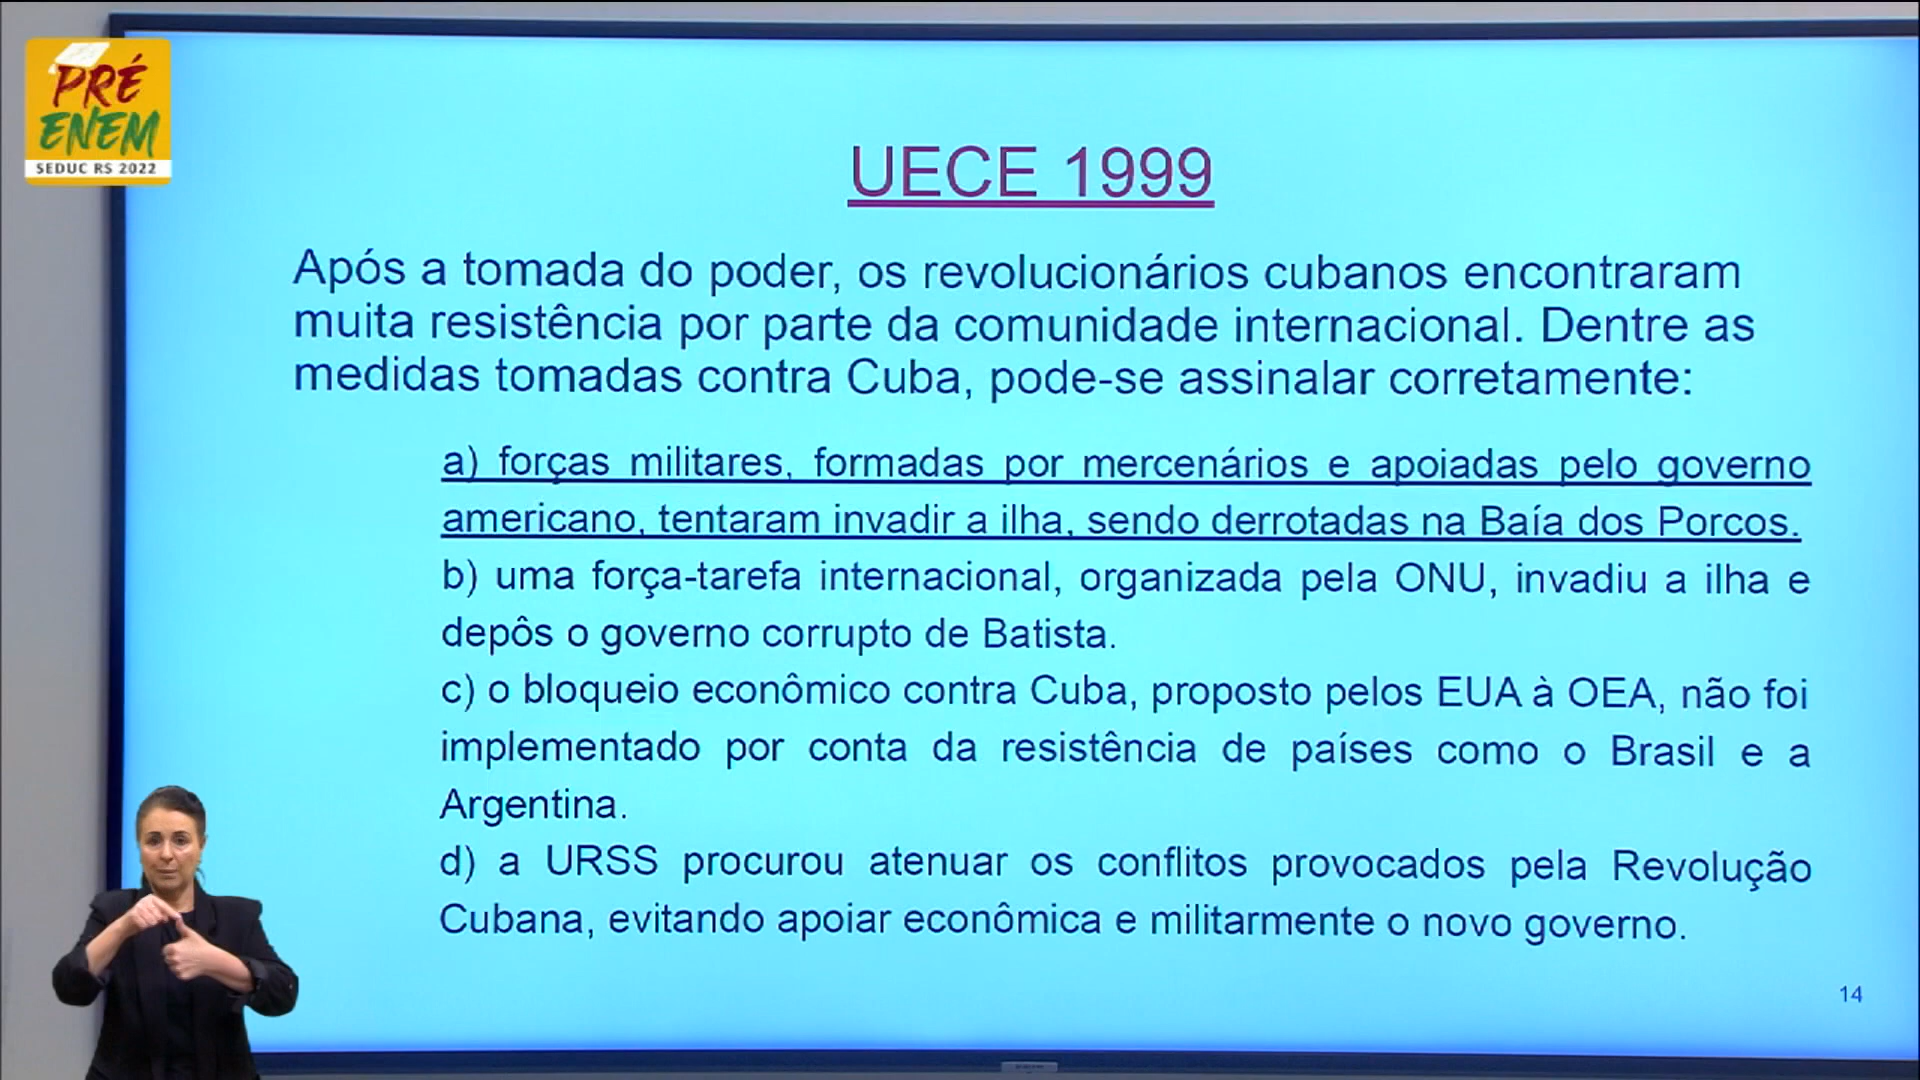 PRÉ
ENEM
SEDUC RS 2022
UECE 1999
Após a tomada do poder, os revolucionários cubanos encontraram
muita resistência por parte da comunidade internacional. Dentre as
medidas tomadas contra Cuba, pode-se assinalar corretamente:
a) forças militares, formadas por mercenários e apoiadas pelo governo
americano, tentaram invadir a ilha, sendo derrotadas na Baía dos Porcos.
b) uma força-tarefa internacional, organizada pela ONU, invadiu a ilha e
depôs o governo corrupto de Batista.
c) o bloqueio econômico contra Cuba, proposto pelos EUA à OEA, não foi
implementado por conta da resistência de países como o Brasil e a
Argentina.
d) a URSS procurou atenuar os conflitos provocados pela Revolução
Cubana, evitando apoiar econômica e militarmente o novo governo.
14